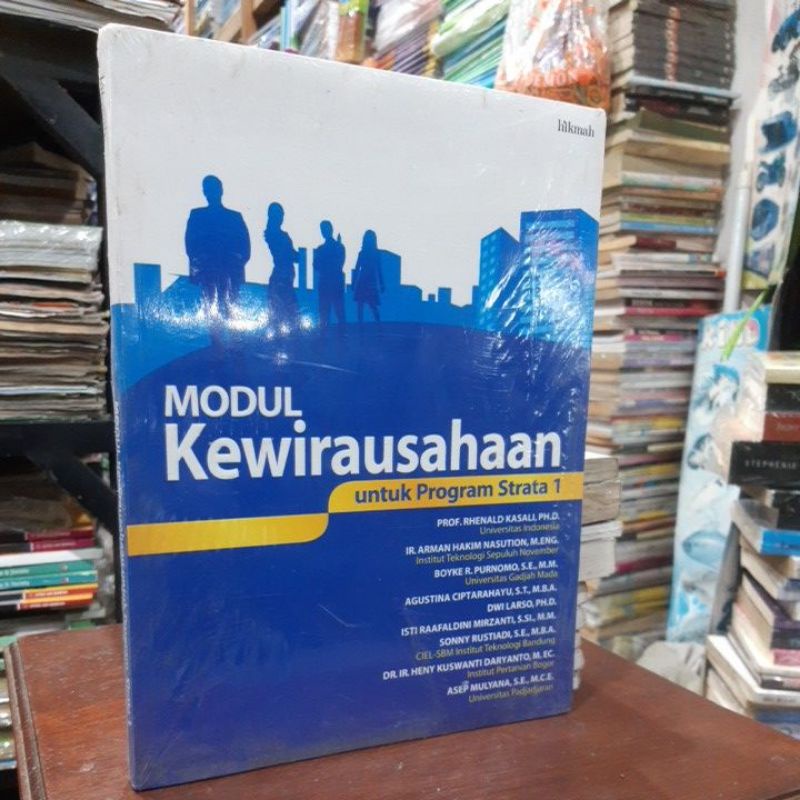 hikmah
MODUL
Kewirausahaan
untuk Program Strata 1
PROF. RHENALD KASALI, PH.D.
Universitas Indonesia
IR. ARMAN HAKIM NASUTION, M.ENG.
Institut Teknologi Sepuluh November
BOYKE R. PURNOMO, S.E., M.M.
Universitas Gadjah Mada
AGUSTINA CIPTARAHAYU, S.T., M.B.A.
DWI LARSO, PH.D.
ISTI RAAFALDINI MIRZANTI, S.SI., M.M.
SONNY RUSTIADI, S.E., M.B.A.
CIEL-SBM Institut Teknologi Bandung
DR. IR. HENY KUSWANTI DARYANTO, M. EC.
Institut Pertanian Bogor
ASEP MULYANA, S.E., M.C.E.
Universitas Padjadjaran
STEPHENIE